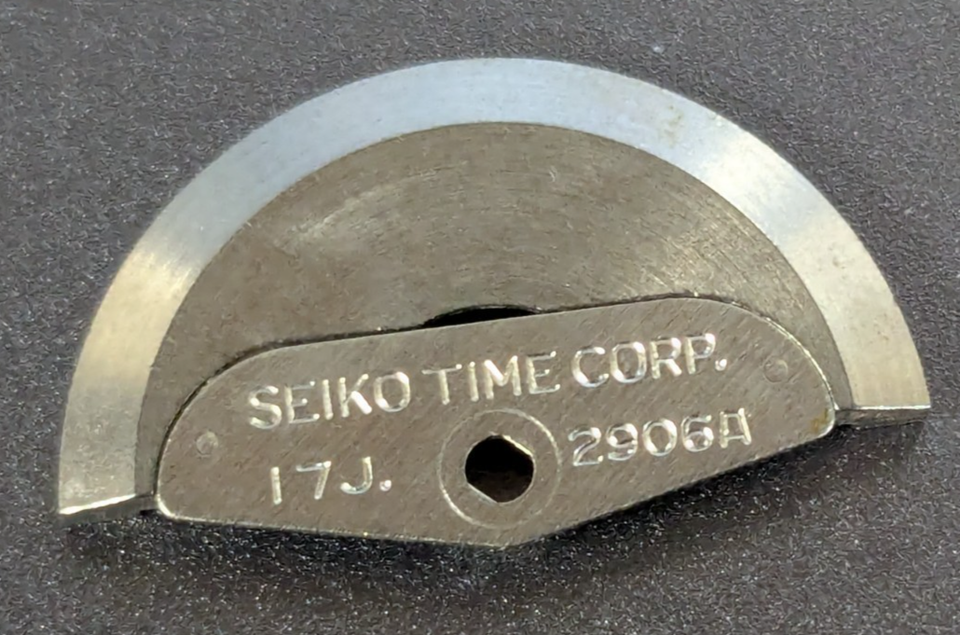 SEIKO TIME CORP.
17J. 2906A